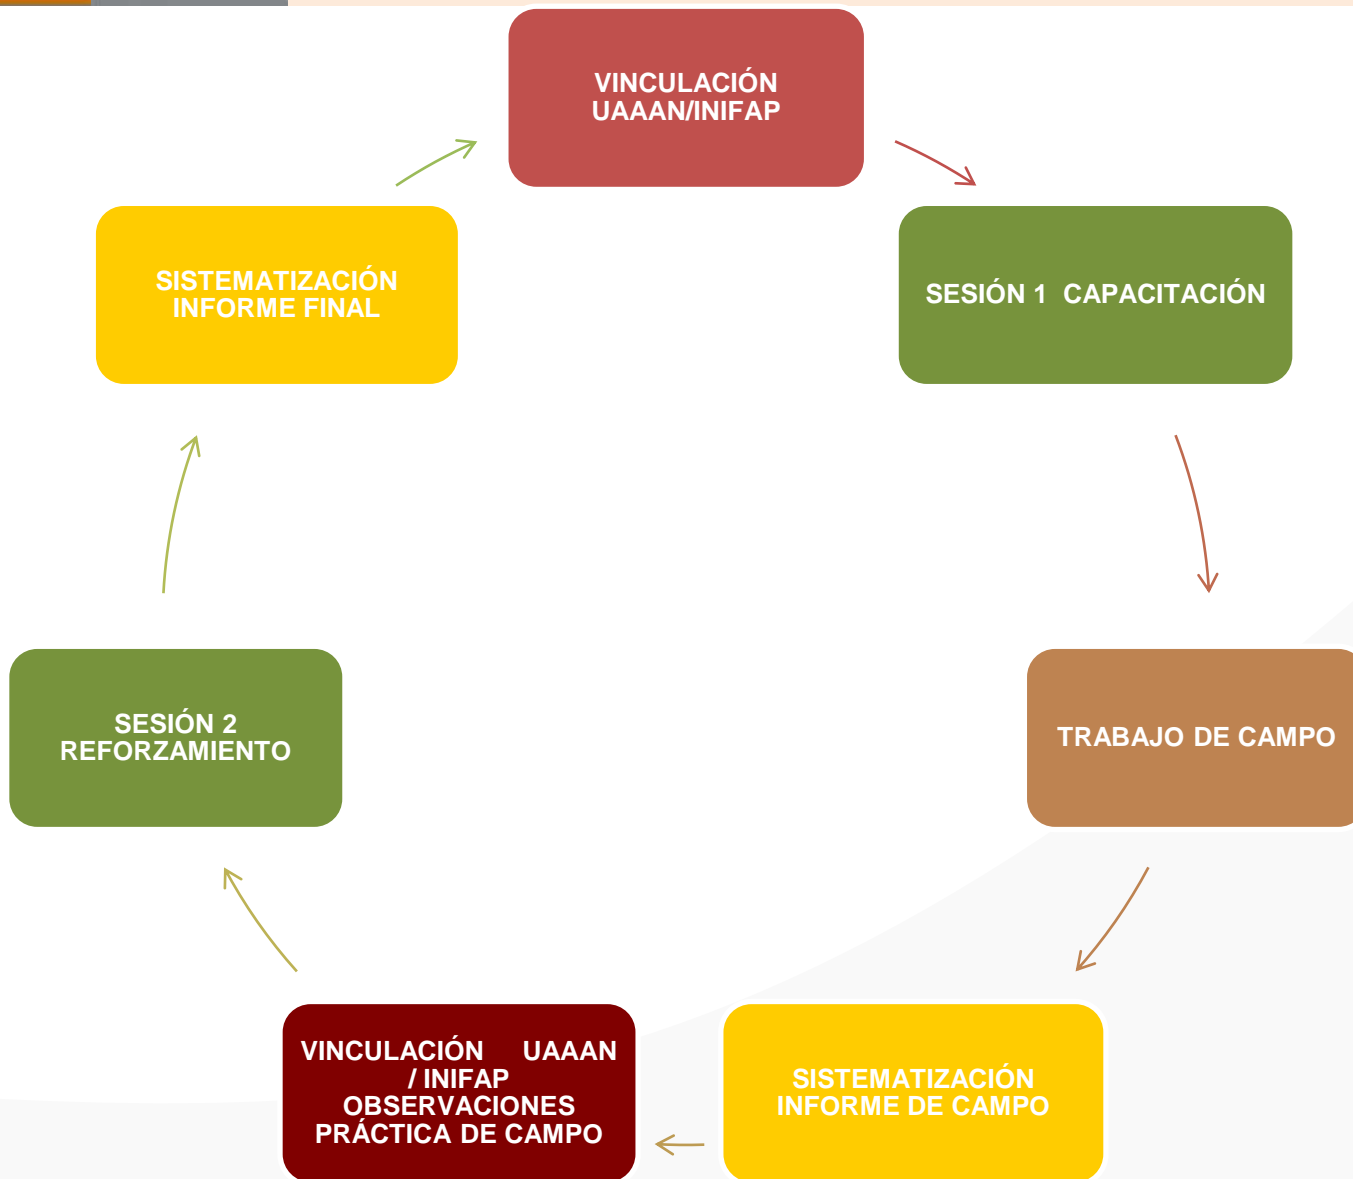 VINCULACIÓN
UAAAN/INIFAP
SESIÓN 1 CAPACITACIÓN
TRABAJO DE CAMPO
SISTEMATIZACIÓN
INFORME DE CAMPO
VINCULACIÓN UAAAN
/ INIFAP
OBSERVACIONES
PRÁCTICA DE CAMPO
SESIÓN 2
REFORZAMIENTO
SISTEMATIZACIÓN
INFORME FINAL